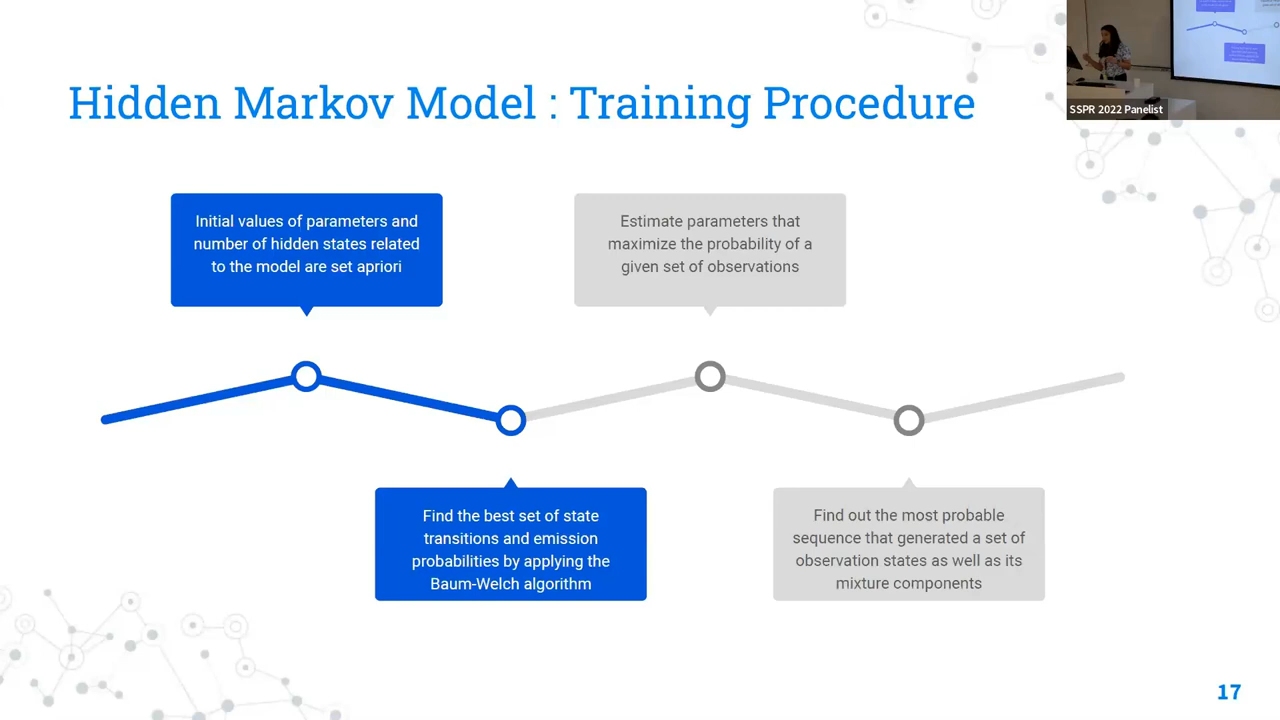 Hidden Markov Model : Training Procedure
SSPR 2022 Panelist
Initial values of parameters and
number of hidden states related
to the model are set apriori
Estimate parameters that
maximize the probability of a
given set of observations
Find the best set of state
transitions and emission
probabilities by applying the
Baum-Welch algorithm
Find out the most probable
sequence that generated a set of
observation states as well as its
mixture components
17